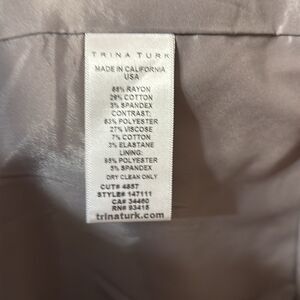 TRINA TURK
MADE IN CALIFORNIA
USA
68% RAYON
29% COTTON
3% SPANDEX
CONTRAST:
63% POLYESTER
27% VISCOSE
7% COTTON
3% ELASTANE
LINING:
95% POLYESTER
5% SPANDEX
DRY CLEAN ONLY
CUT# 4857
STYLE# 147111
CA# 34460
RN# 93415
trinaturk.com